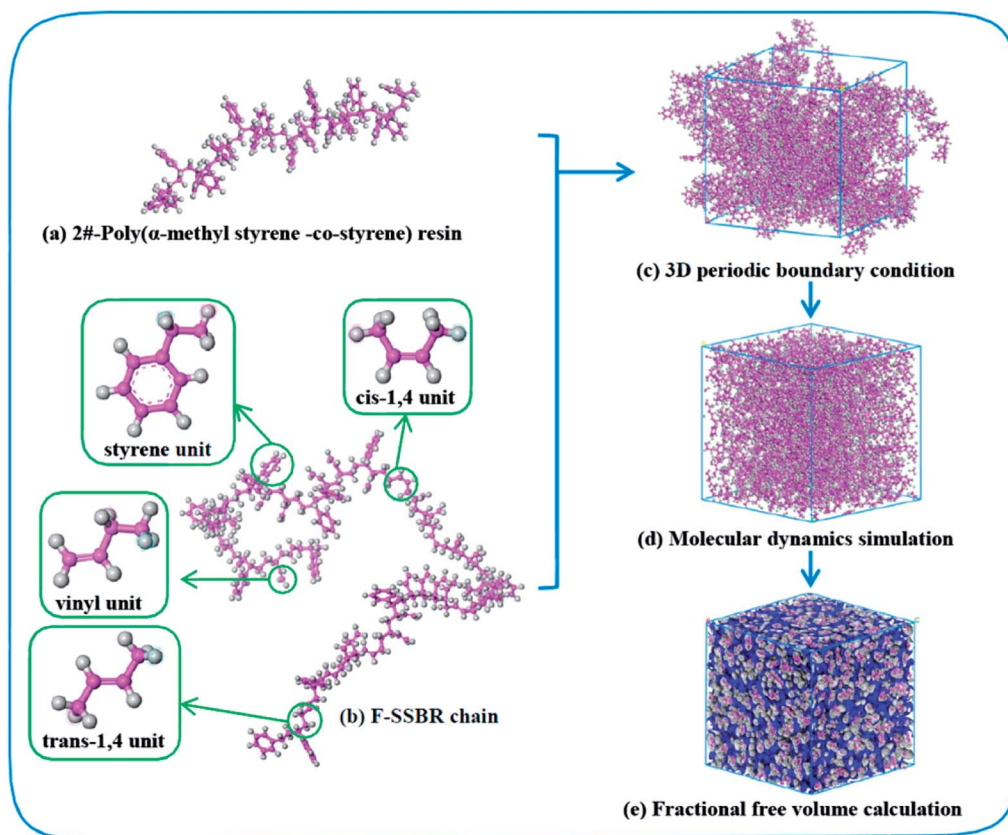 (a) 2#-Poly(α-methyl styrene -co-styrene) resin
styrene unit
cis-1,4 unit
vinyl unit
trans-1,4 unit
(b) F-SSBR chain
(c) 3D periodic boundary condition
(d) Molecular dynamics simulation
(e) Fractional free volume calculation